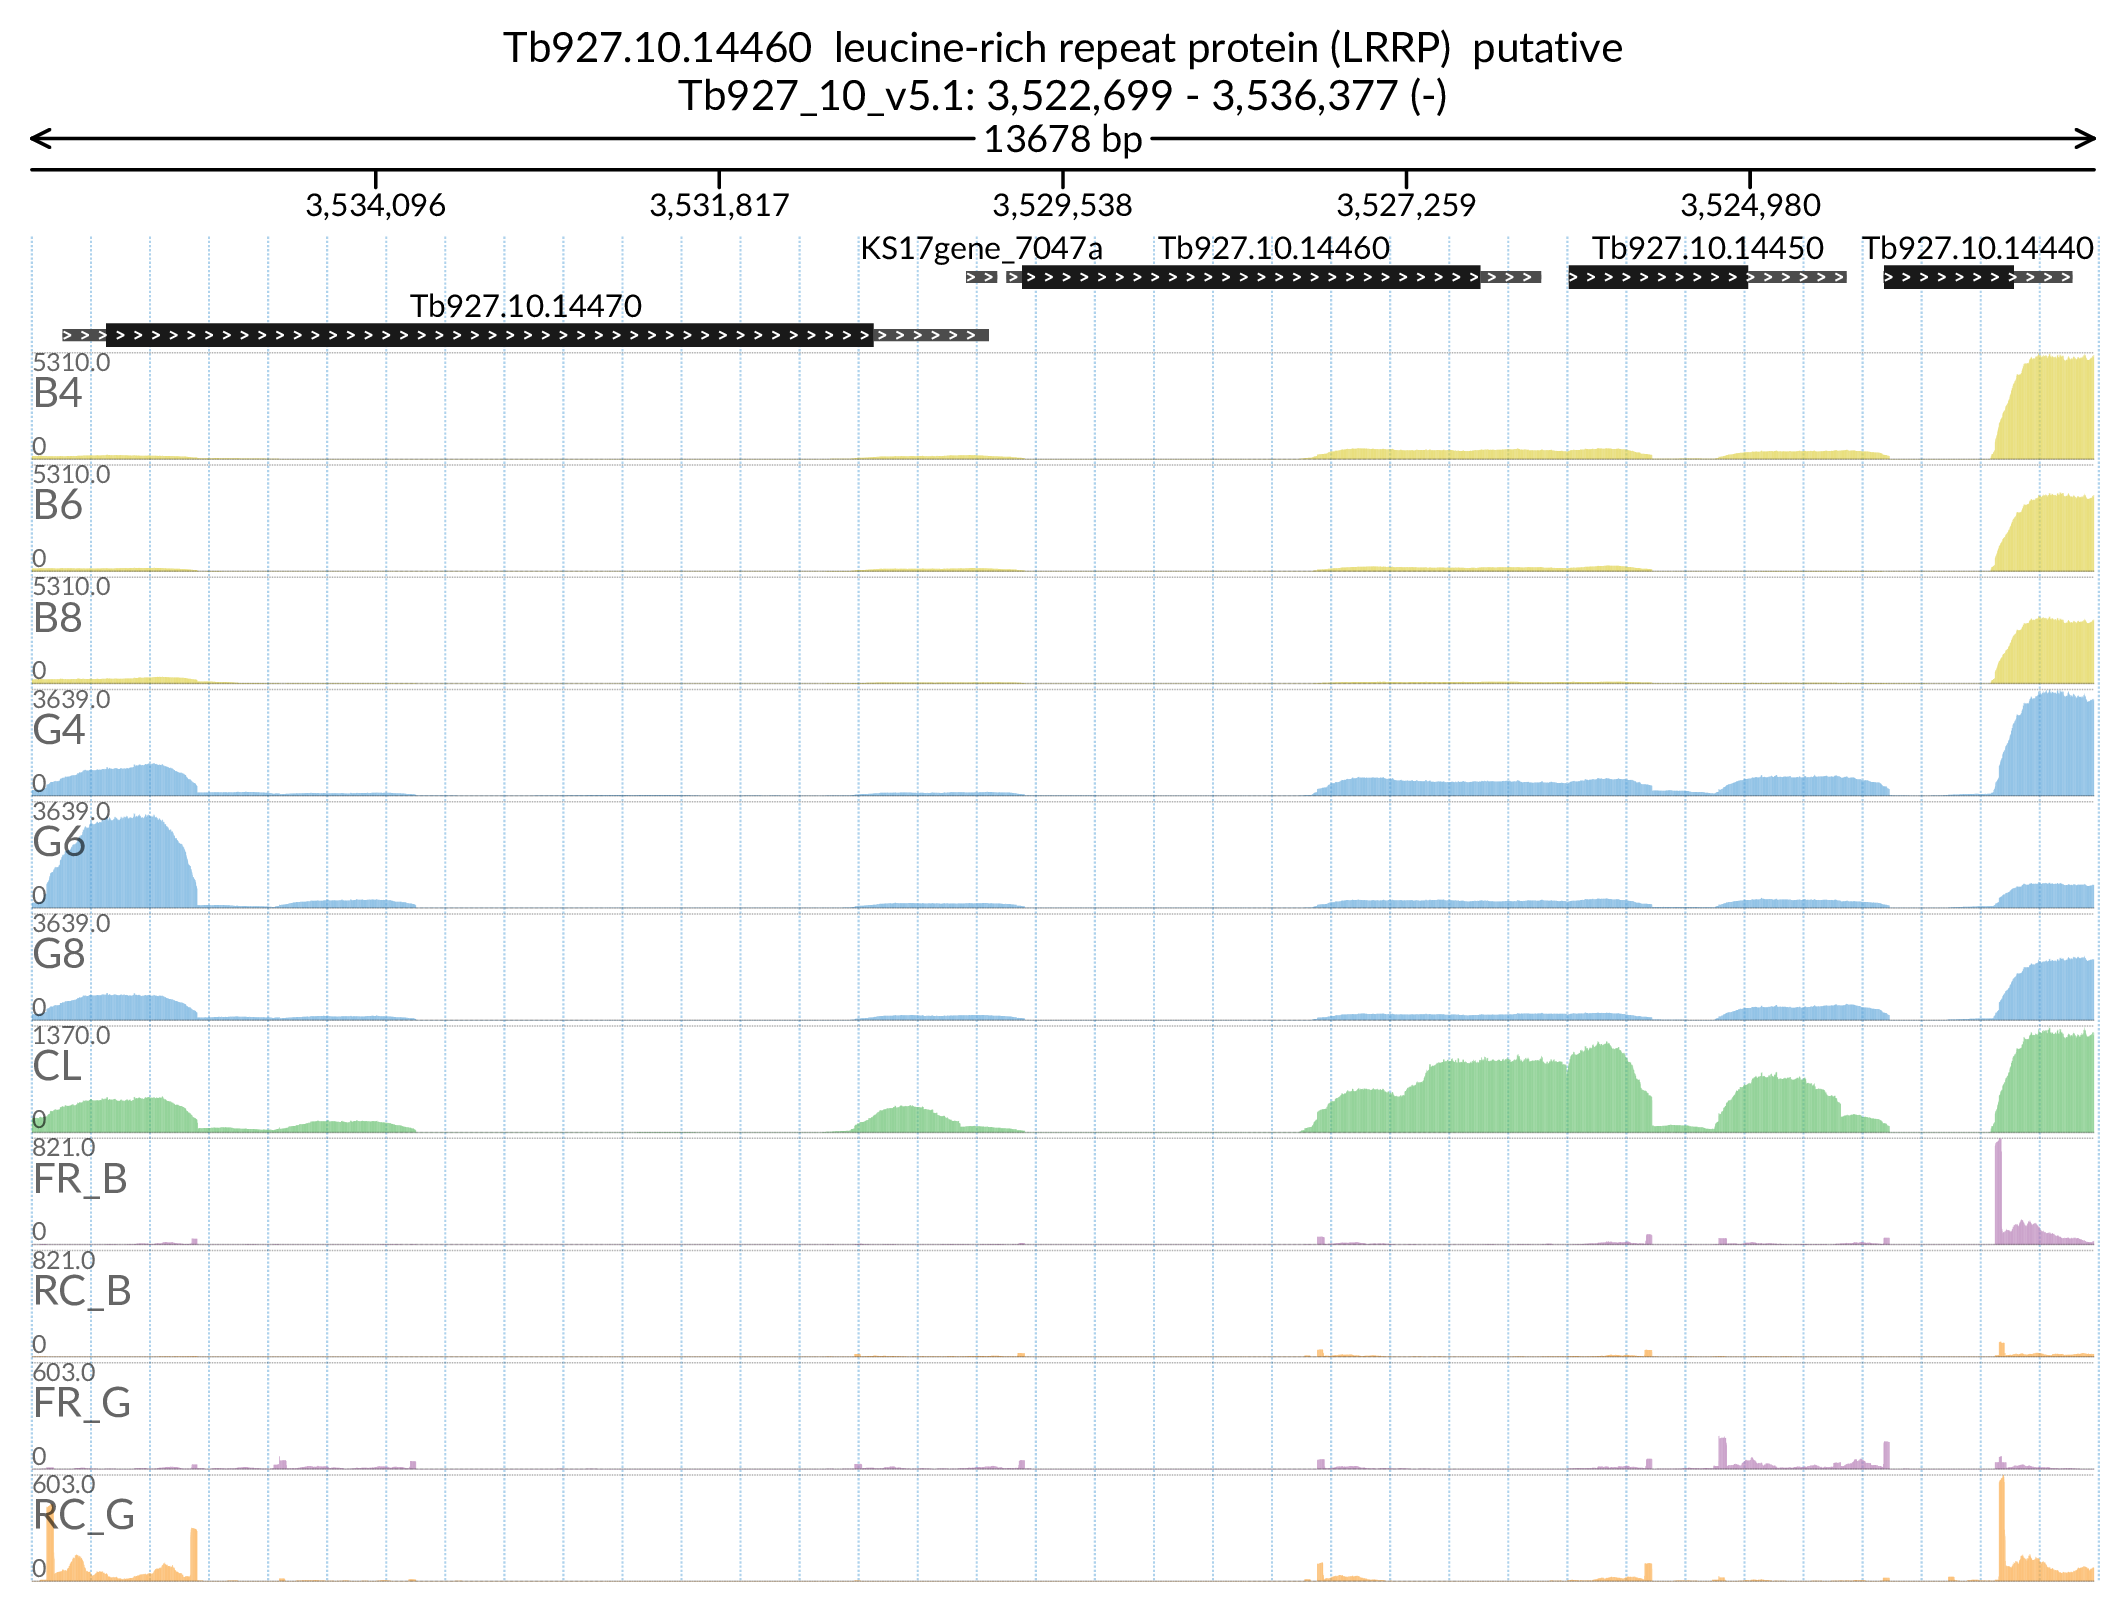 Tb927.10.14460 leucine-rich repeat protein (LRRP) putative
Tb927_10_v5.1: 3,522,699 - 3,536,377 (-)
13678 bp
3,534,096 3,531,817 3,529,538 3,527,259 3,524,980
KS17gene_7047a Tb927.10.14460 Tb927.10.14450 Tb927.10.14440
Tb927.10.14470
5310.0
B4
0
5310.0
B6
0
5310.0
B8
0
3639.0
G4
0
3639.0
G6
0
3639.0
G8
0
1370.0
CL
0
821.0
FR_B
0
821.0
RC_B
0
603.0
FR_G
0
603.0
RC_G
0